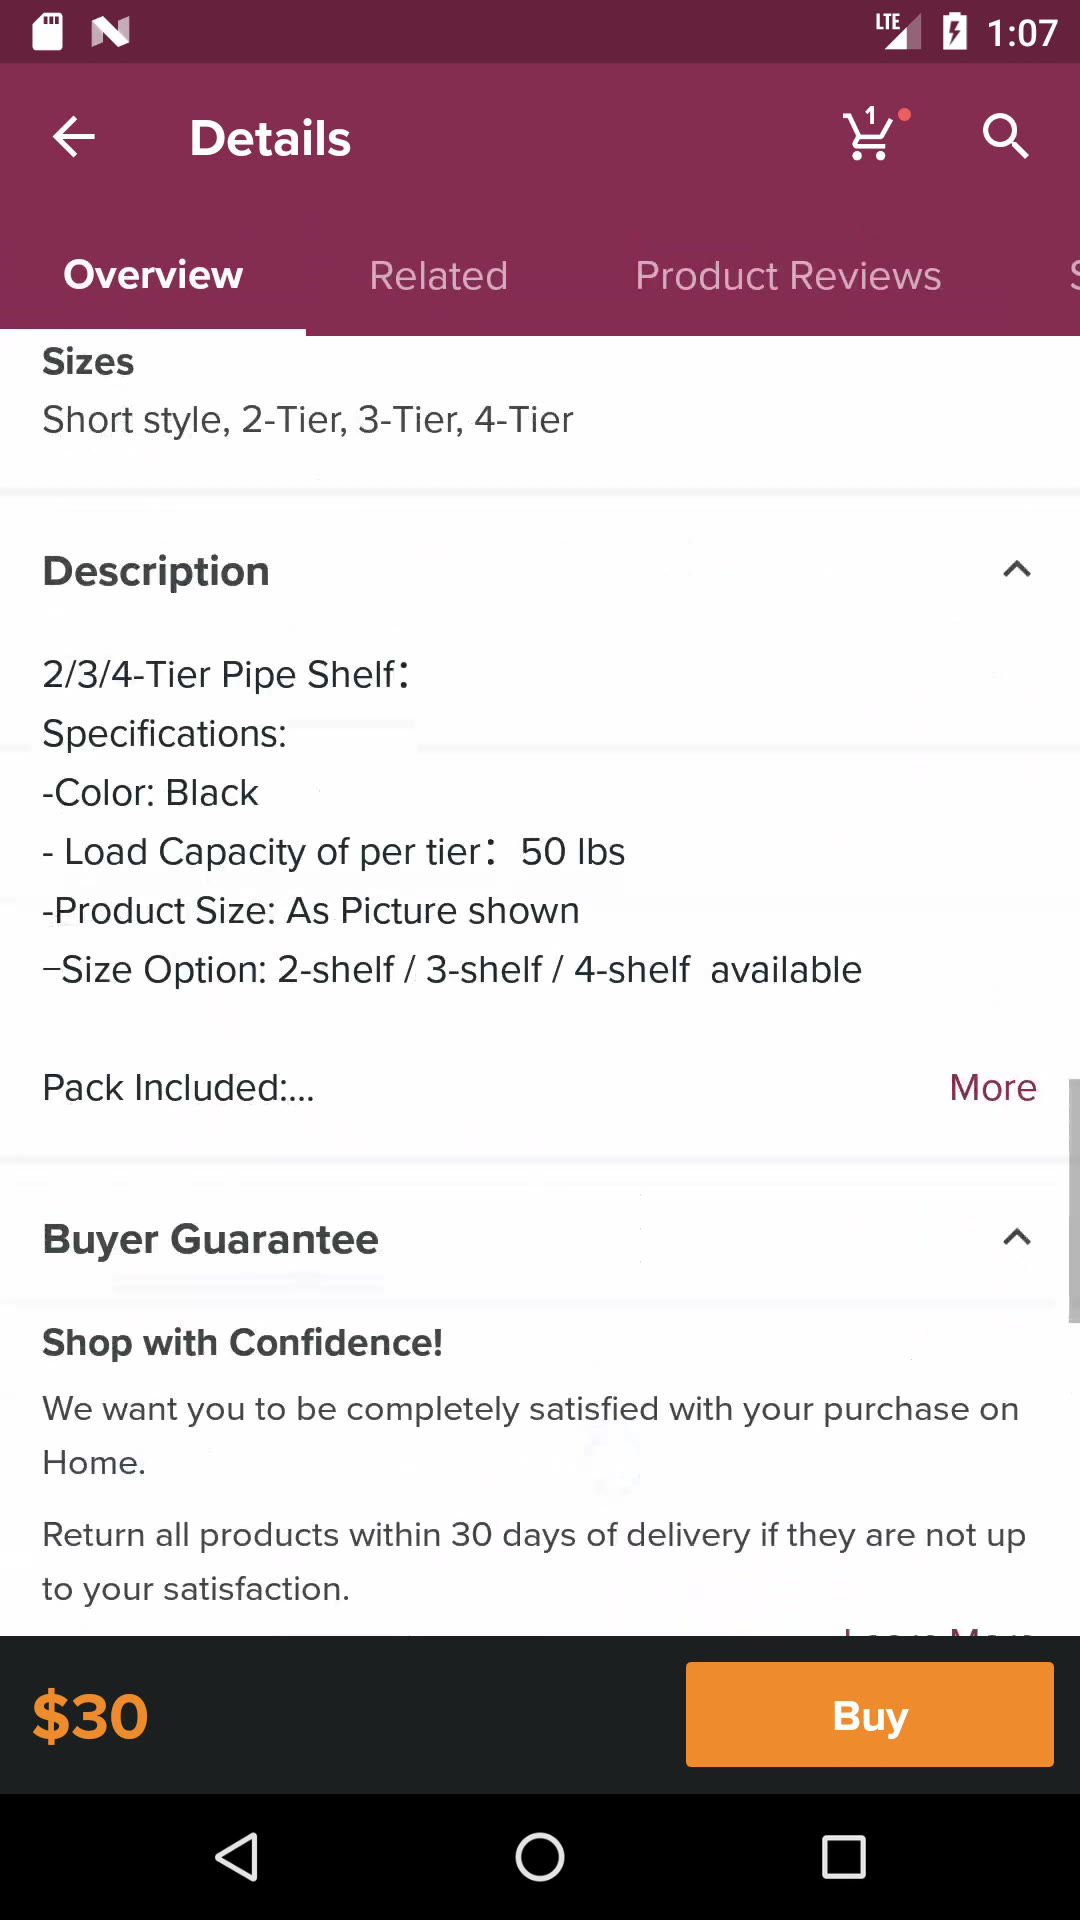 LTE 1:07
Details
1
Overview Related Product Reviews S
Sizes
Short style, 2-Tier, 3-Tier, 4-Tier
Description
2/3/4-Tier Pipe Shelf：
Specifications:
-Color: Black
- Load Capacity of per tier：50 lbs
-Product Size: As Picture shown
–Size Option: 2-shelf / 3-shelf / 4-shelf  available
Pack Included:... More
Buyer Guarantee
Shop with Confidence!
We want you to be completely satisfied with your purchase on
Home.
Return all products within 30 days of delivery if they are not up
to your satisfaction.
$30 Buy